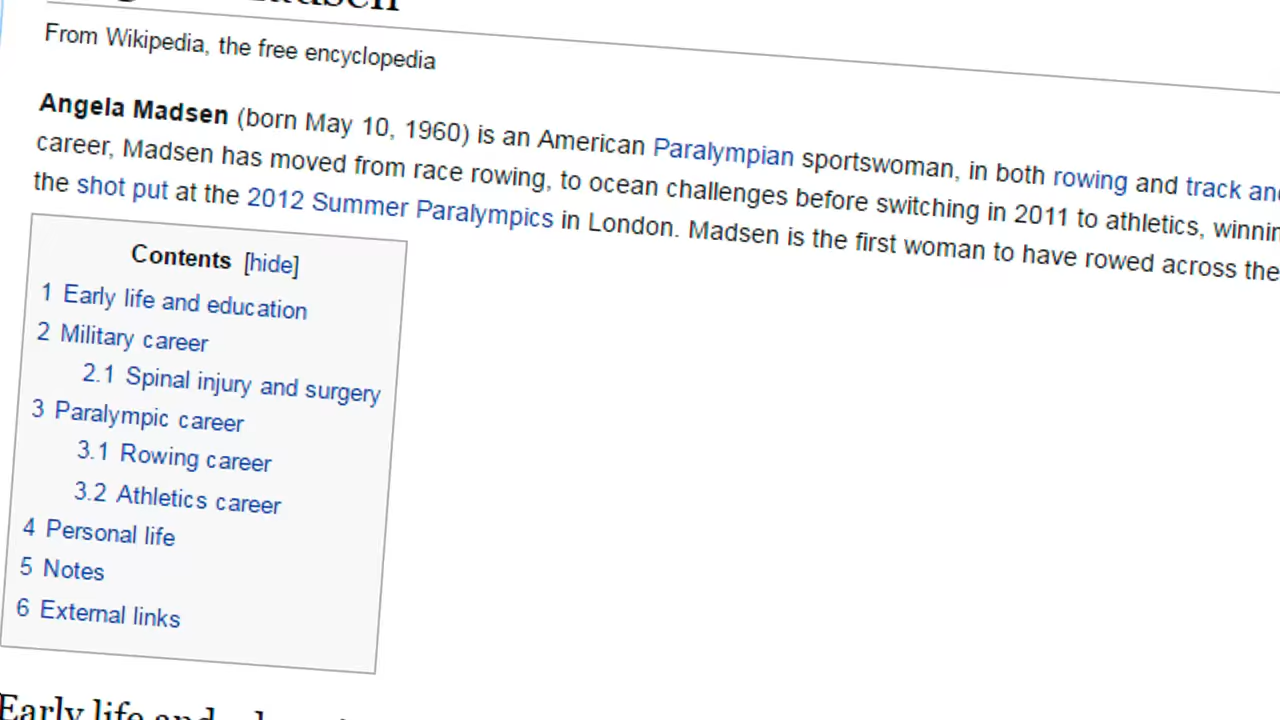 From Wikipedia, the free encyclopedia
Angela Madsen (born May 10, 1960) is an American Paralympian sportswoman, in both rowing and track and
career, Madsen has moved from race rowing, to ocean challenges before switching in 2011 to athletics,
the shot put at the 2012 Summer Paralympics in London. Madsen is the first woman to have rowed across the
Contents [hide]
1 Early life and education
2 Military career
2.1 Spinal injury and surgery
3 Paralympic career
3.1 Rowing career
3.2 Athletics career
4 Personal life
5 Notes
6 External links
Early life and